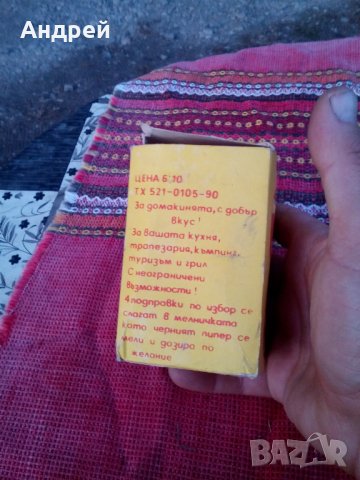 Андрей
ЦЕНА 6'10
ТХ 521-0105-90
За домакинята, с добър
вкус!
За вашата кухня,
трапезария, къмпинг,
туризъм и грил
С неограничени
възможности!
4 подправки по избор се
слагат в мелничката
като черният пипер се
мели и дозира по
желание
BAZAR